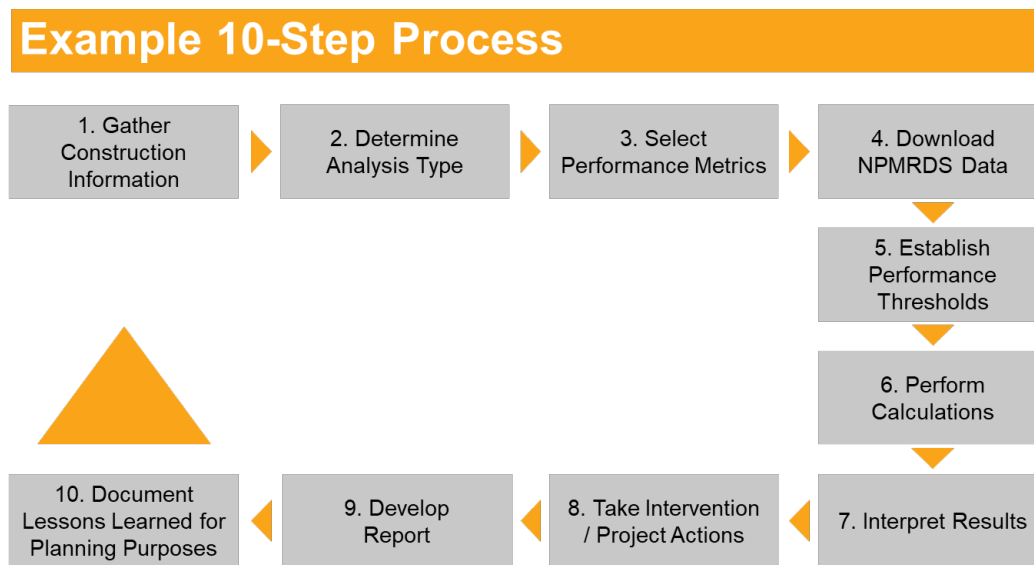 Example 10-Step Process
1. Gather
Construction
Information
2. Determine
Analysis Type
3. Select
Performance Metrics
4. Download
NPMRDS Data
5. Establish
Performance
Thresholds
6. Perform
Calculations
7. Interpret Results
8. Take Intervention
/ Project Actions
9. Develop
Report
10. Document
Lessons Learned for
Planning Purposes